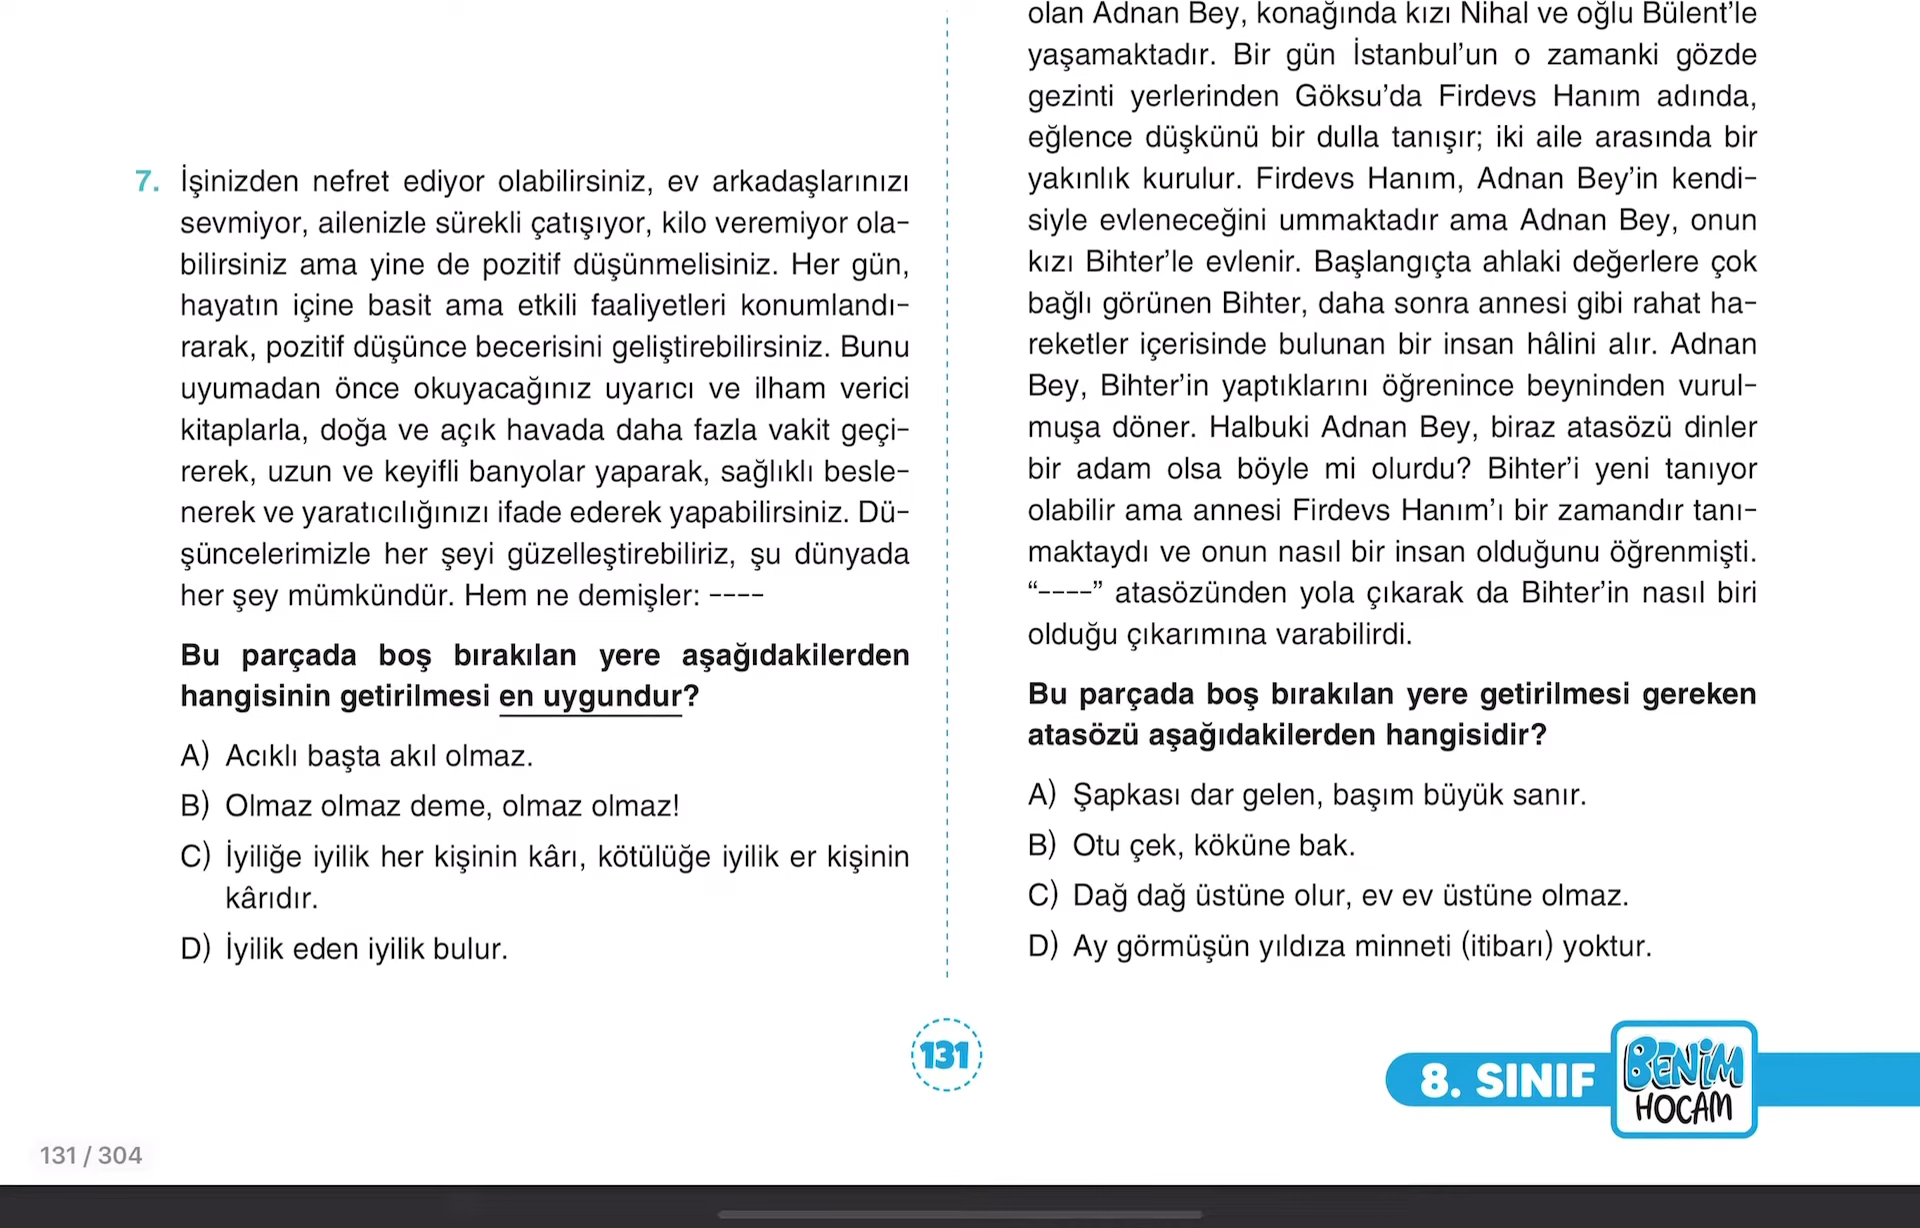 7. İşinizden nefret ediyor olabilirsiniz, ev arkadaşlarınızı
sevmiyor, ailenizle sürekli çatışıyor, kilo veremiyor ola-
bilirsiniz ama yine de pozitif düşünmelisiniz. Her gün,
hayatın içine basit ama etkili faaliyetleri konumlandı-
rarak, pozitif düşünce becerisini geliştirebilirsiniz. Bunu
uyumadan önce okuyacağınız uyarıcı ve ilham verici
kitaplarla, doğa ve açık havada daha fazla vakit geçi-
rerek, uzun ve keyifli banyolar yaparak, sağlıklı besle-
nerek ve yaratıcılığınızı ifade ederek yapabilirsiniz. Dü-
şüncelerimizle her şeyi güzelleştirebiliriz, şu dünyada
her şey mümkündür. Hem ne demişler: ----
Bu parçada boş bırakılan yere aşağıdakilerden
hangisinin getirilmesi en uygundur?
A) Acıklı başta akıl olmaz.
B) Olmaz olmaz deme, olmaz olmaz!
C) İyiliğe iyilik her kişinin kârı, kötülüğe iyilik er kişinin
kârıdır.
D) İyilik eden iyilik bulur.
olan Adnan Bey, konağında kızı Nihal ve oğlu Bülent’le
yaşamaktadır. Bir gün İstanbul’un o zamanki gözde
gezinti yerlerinden Göksu’da Firdevs Hanım adında,
eğlence düşkünü bir dulla tanışır; iki aile arasında bir
yakınlık kurulur. Firdevs Hanım, Adnan Bey’in kendi-
siyle evleneceğini ummaktadır ama Adnan Bey, onun
kızı Bihter’le evlenir. Başlangıçta ahlaki değerlere çok
bağlı görünen Bihter, daha sonra annesi gibi rahat ha-
reketler içerisinde bulunan bir insan hâlini alır. Adnan
Bey, Bihter’in yaptıklarını öğrenince beyninden vurul-
muşa döner. Halbuki Adnan Bey, biraz atasözü dinler
bir adam olsa böyle mi olurdu? Bihter’i yeni tanıyor
olabilir ama annesi Firdevs Hanım’ı bir zamandır tanı-
maktaydı ve onun nasıl bir insan olduğunu öğrenmişti.
“----” atasözünden yola çıkarak da Bihter’in nasıl biri
olduğu çıkarımına varabilirdi.
Bu parçada boş bırakılan yere getirilmesi gereken
atasözü aşağıdakilerden hangisidir?
A) Şapkası dar gelen, başım büyük sanır.
B) Otu çek, köküne bak.
C) Dağ dağ üstüne olur, ev ev üstüne olmaz.
D) Ay görmüşün yıldıza minneti (itibarı) yoktur.
131
8. SINIF
BENİM
HOCAM
131 / 304